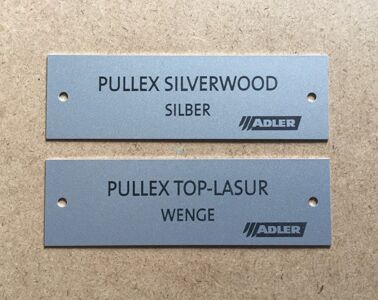 PULLEX SILVERWOOD
SILBER
ADLER
PULLEX TOP-LASUR
WENGE
ADLER